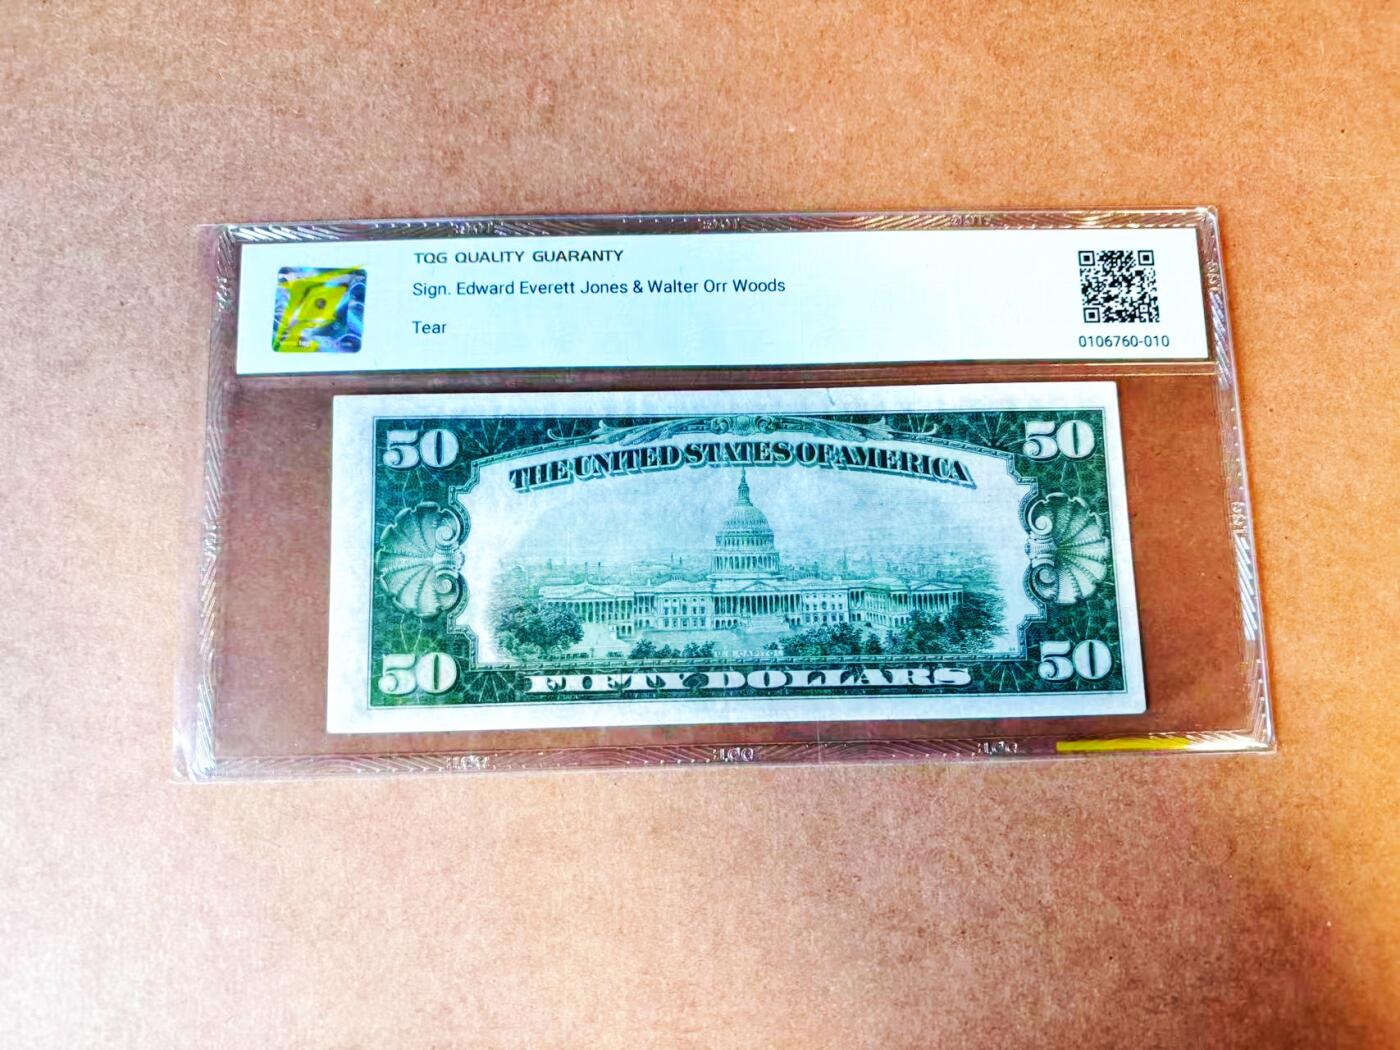 TQG QUALITY GUARANTY
Sign. Edward Everett Jones & Walter Orr Woods
Tear
0106760-010
50 50
THE UNITED STATES OF AMERICA
U.S. CAPITOL
50 50
FIFTY DOLLARS